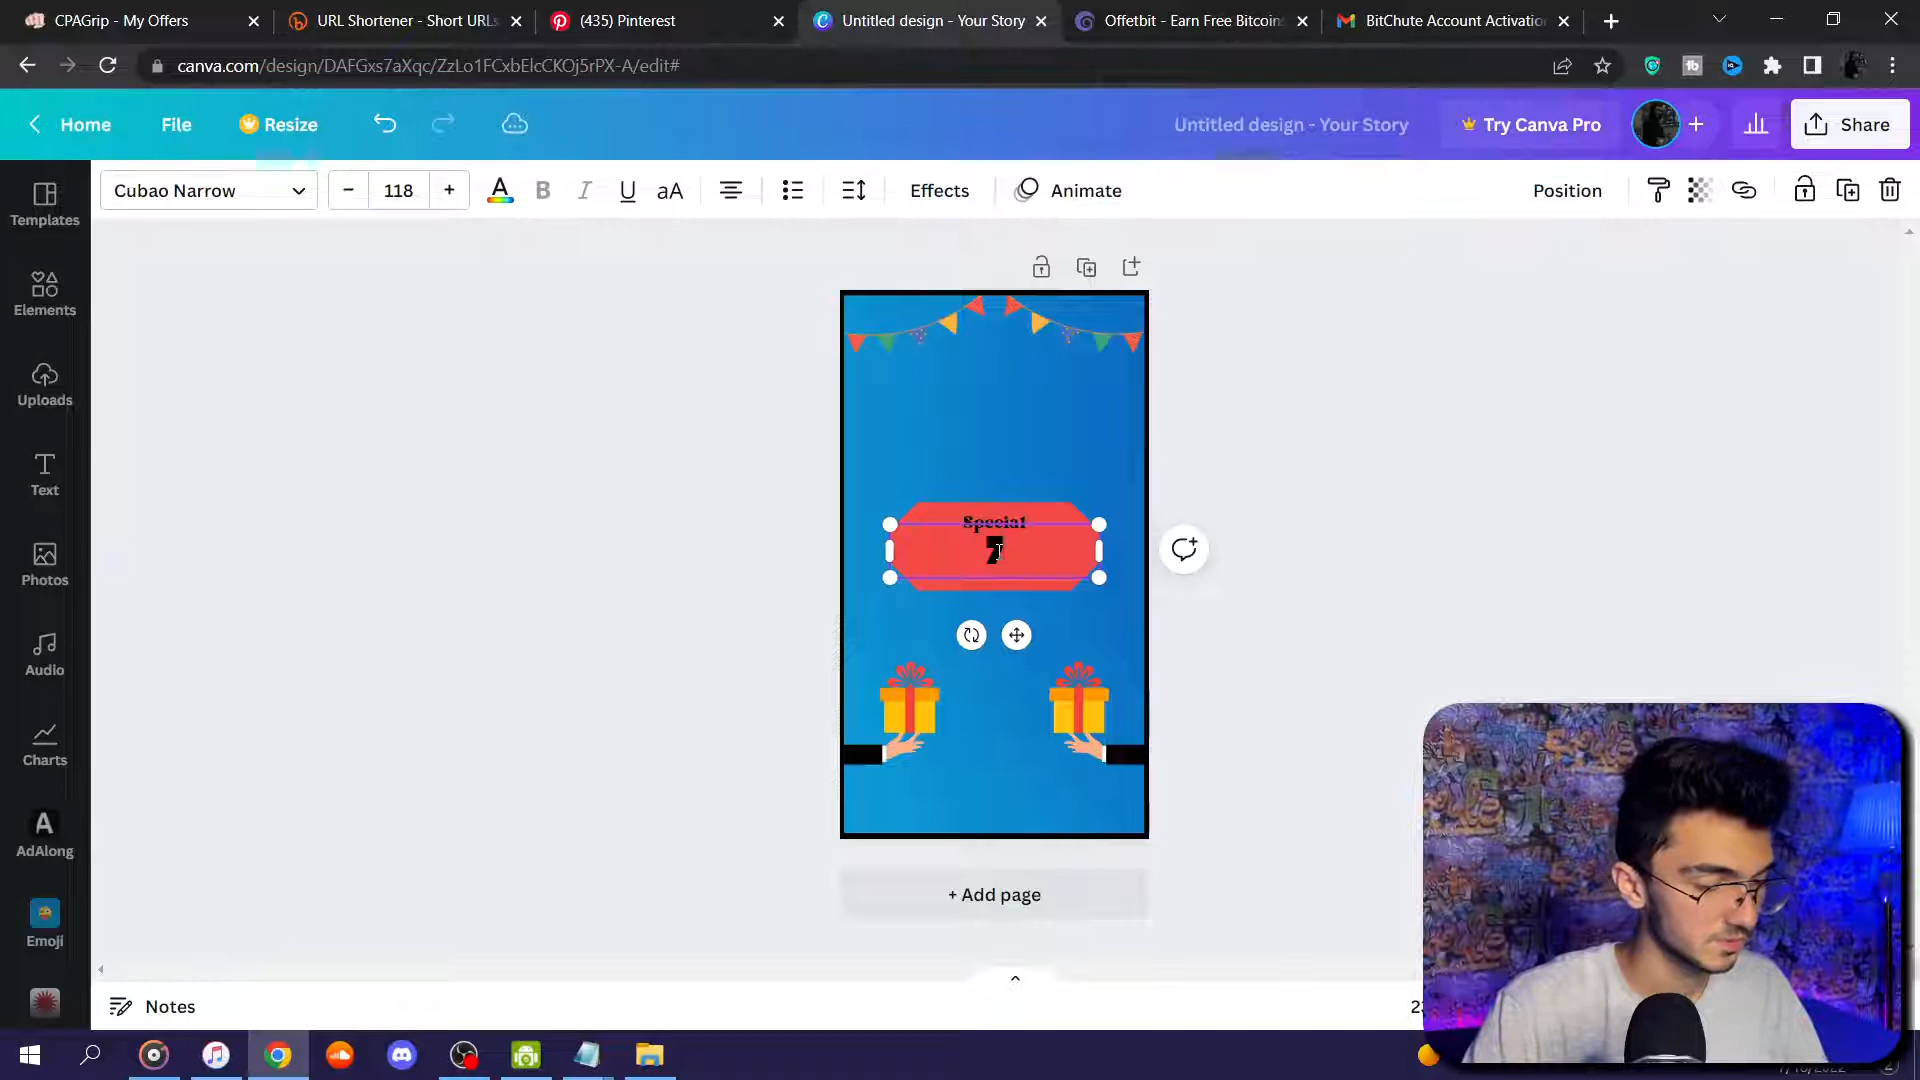 CPAGrip - My Offers
URL Shortener - Short URLs
(435) Pinterest
Untitled design - Your Story
Offetbit - Earn Free Bitcoin
BitChute Account Activatio
canva.com/design/DAFGxs7aXqc/ZzLo1FCxbElcCKOj5rPX-A/edit#
Home
File
Resize
Untitled design - Your Story
Try Canva Pro
Share
Cubao Narrow
118
Effects
Animate
Position
Templates
Elements
Uploads
Text
Photos
Audio
Charts
AdAlong
Emoji
Special
7
+ Add page
Notes